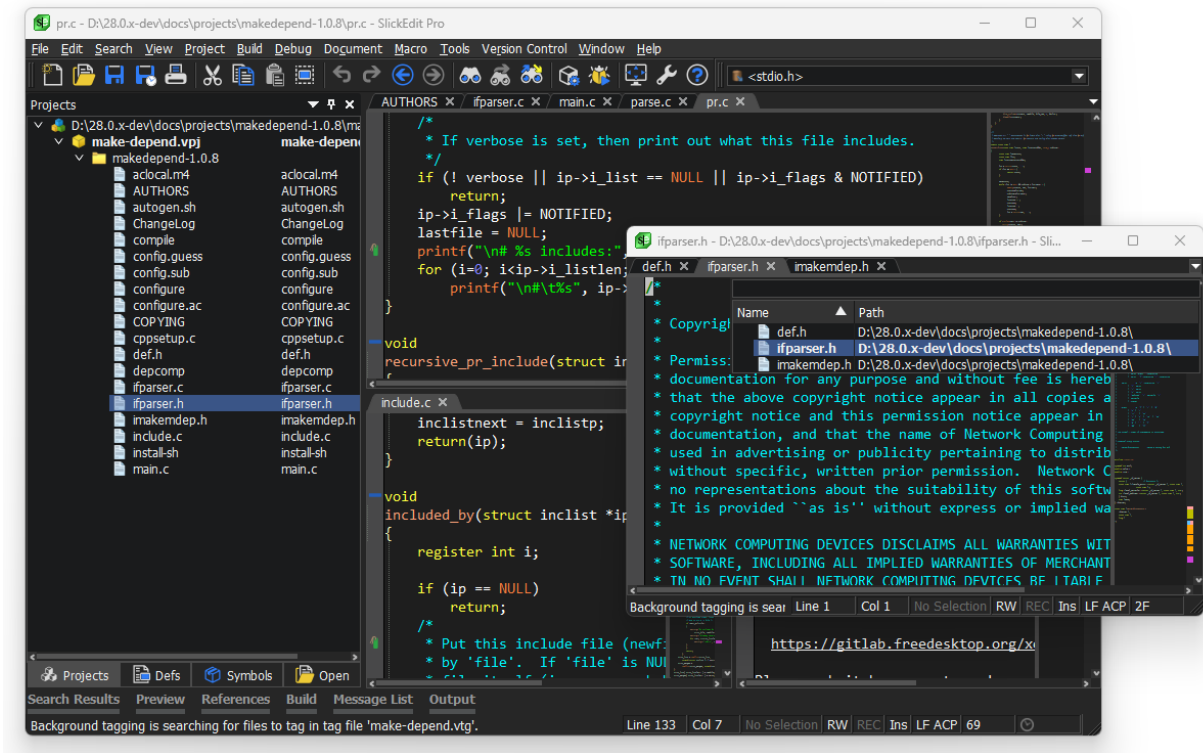 pr.c - D:\28.0.x-dev\docs\projects\makedepend-1.0.8\pr.c - SlickEdit Pro
File Edit Search View Project Build Debug Document Macro Tools Version Control Window Help
<stdio.h>
Projects
D:\28.0.x-dev\docs\projects\makedepend-1.0.8\ma
make-depend.vpj make-depen
makedepend-1.0.8
aclocal.m4 aclocal.m4
AUTHORS AUTHORS
autogen.sh autogen.sh
ChangeLog ChangeLog
compile compile
config.guess config.guess
config.sub config.sub
configure configure
configure.ac configure.ac
COPYING COPYING
cppsetup.c cppsetup.c
def.h def.h
depcomp depcomp
ifparser.c ifparser.c
ifparser.h ifparser.h
imakemdep.h imakemdep.h
include.c include.c
install-sh install-sh
main.c main.c
Projects Defs Symbols Open
AUTHORS ifparser.c main.c parse.c pr.c
/*
* If verbose is set, then print out what this file includes.
*/
if (! verbose || ip->i_list == NULL || ip->i_flags & NOTIFIED)
return;
ip->i_flags |= NOTIFIED;
lastfile = NULL;
printf("\n# %s includes:",
for (i=0; i<ip->i_listlen;
printf("\n#\t%s", ip->
}
void
recursive_pr_include(struct in
{
include.c
inclistnext = inclistp;
return(ip);
}
void
included_by(struct inclist *ip
{
register int i;
if (ip == NULL)
return;
/*
* Put this include file (newfi
* by 'file'. If 'file' is NUL
https://gitlab.freedesktop.org/xo
ifparser.h - D:\28.0.x-dev\docs\projects\makedepend-1.0.8\ifparser.h - Sli...
def.h ifparser.h imakemdep.h
/*
*
* Copyrig
*
* Permiss
Name Path
def.h D:\28.0.x-dev\docs\projects\makedepend-1.0.8\
ifparser.h D:\28.0.x-dev\docs\projects\makedepend-1.0.8\
imakemdep.h D:\28.0.x-dev\docs\projects\makedepend-1.0.8\
* documentation for any purpose and without fee is hereb
* that the above copyright notice appear in all copies a
* copyright notice and this permission notice appear in
* documentation, and that the name of Network Computing
* used in advertising or publicity pertaining to distrib
* without specific, written prior permission. Network C
* no representations about the suitability of this softw
* It is provided ``as is'' without express or implied wa
*
* NETWORK COMPUTING DEVICES DISCLAIMS ALL WARRANTIES WIT
* SOFTWARE, INCLUDING ALL IMPLIED WARRANTIES OF MERCHANT
* IN NO EVENT SHALL NETWORK COMPUTING DEVICES BE LIABLE
Background tagging is sear Line 1 Col 1 No Selection RW REC Ins LF ACP 2F
Search Results Preview References Build Message List Output
Background tagging is searching for files to tag in tag file 'make-depend.vtg'. Line 133 Col 7 No Selection RW REC Ins LF ACP 69